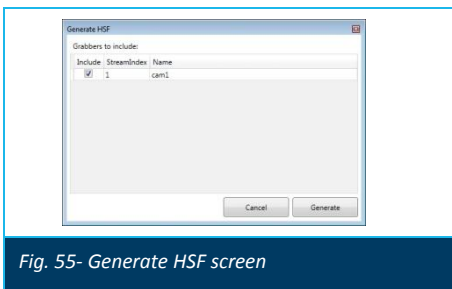 Generate HSF
Grabbers to include:
Include StreamIndex Name
1 cam1
Cancel Generate
Fig. 55- Generate HSF screen